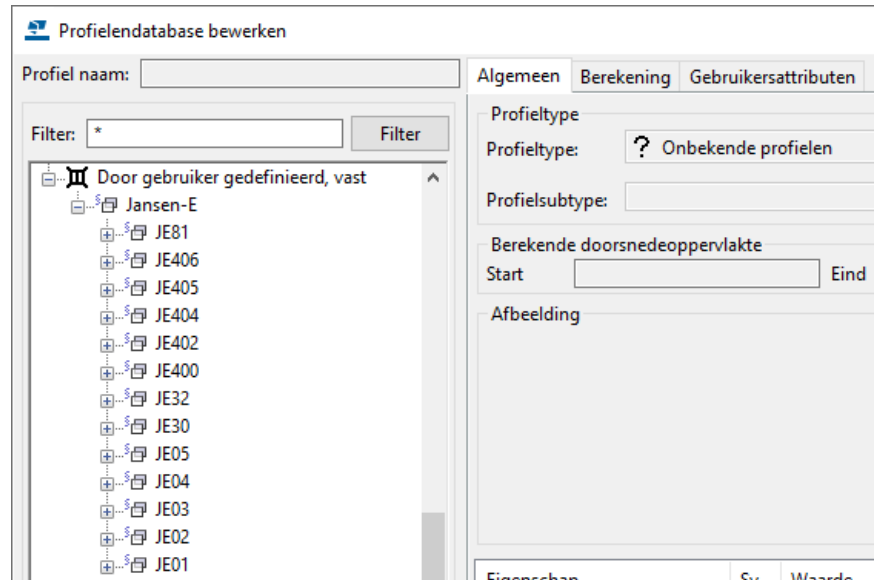 Profielendatabase bewerken
Profiel naam:
Filter: * Filter
Door gebruiker gedefinieerd, vast
Jansen-E
JE81
JE406
JE405
JE404
JE402
JE400
JE32
JE30
JE05
JE04
JE03
JE02
JE01
Algemeen Berekening Gebruikersattributen
Profieltype
Profieltype: ? Onbekende profielen
Profielsubtype:
Berekende doorsnedeoppervlakte
Start Eind
Afbeelding
Eigenschap Sy... Waarde